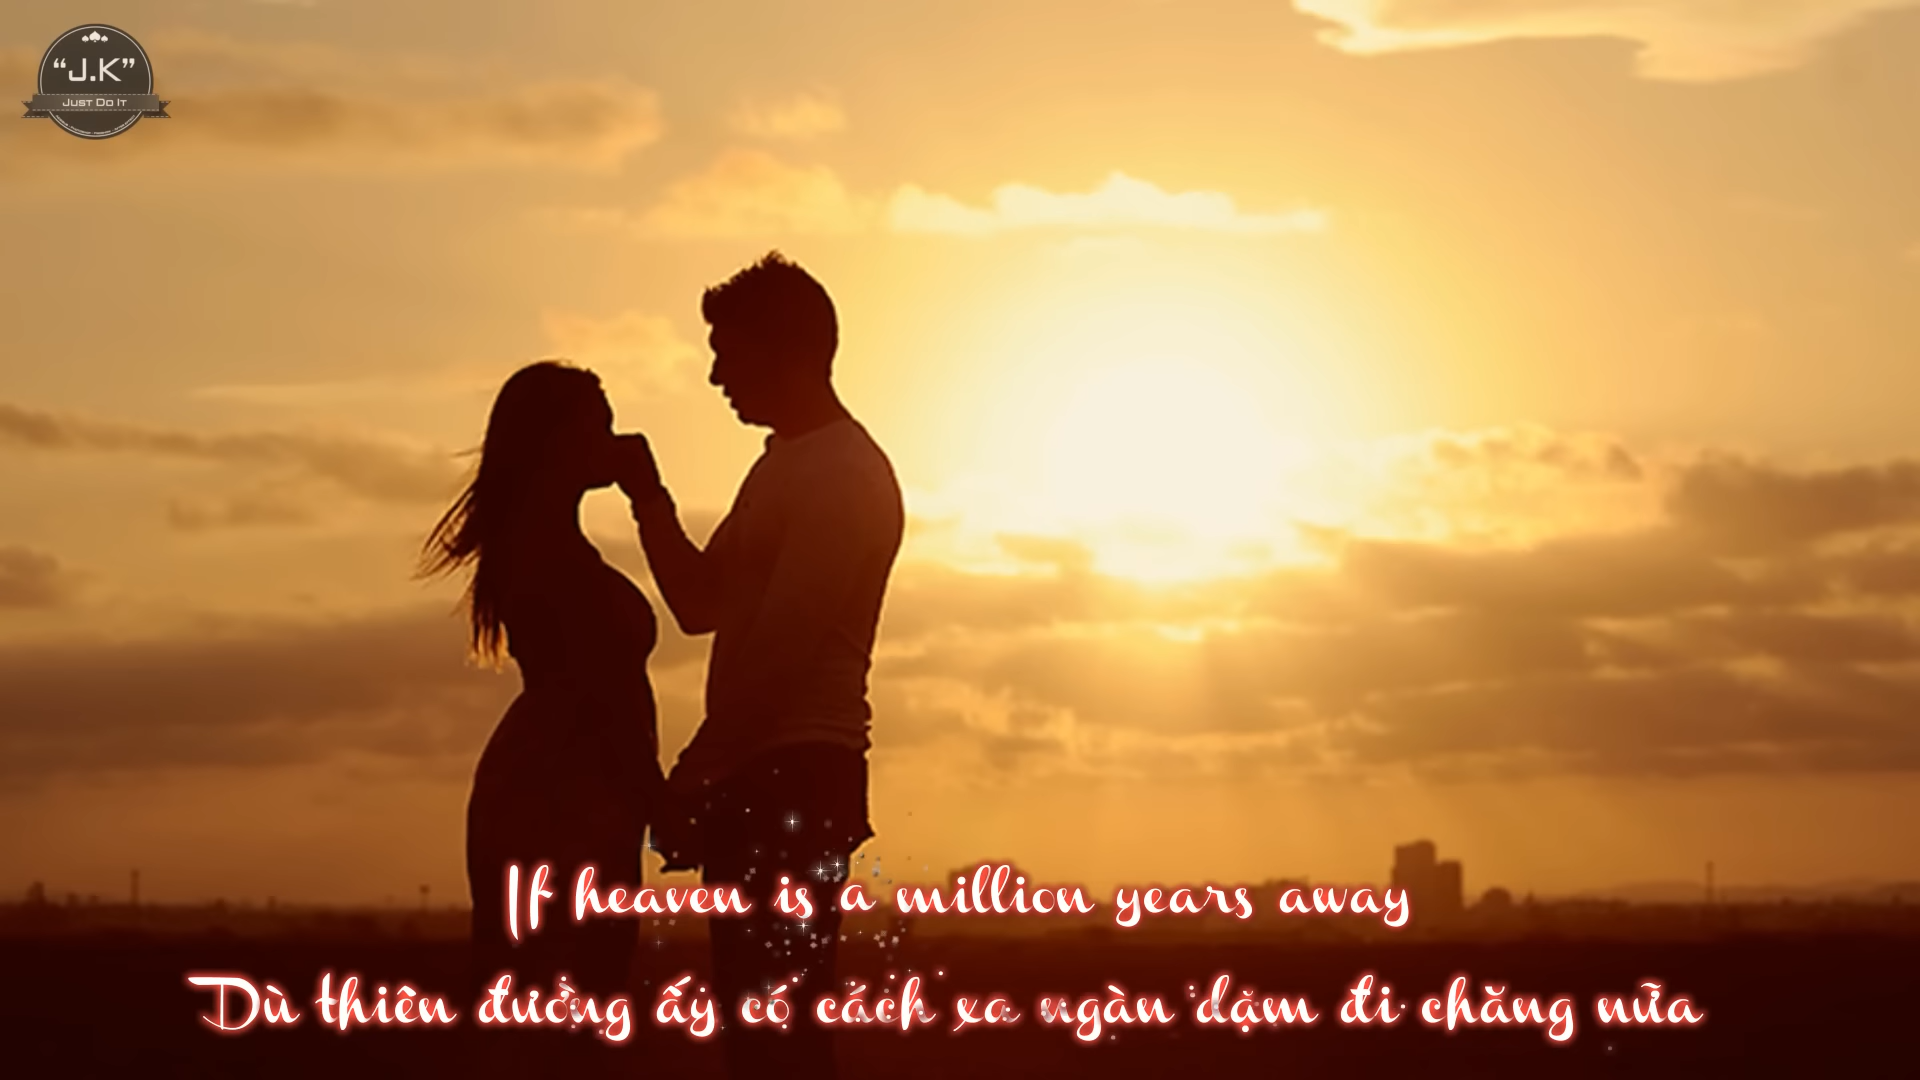 “J.K”
Just Do It
If heaven is a million years away
Dù thiên đường ấy có cách xa ngàn dặm đi chăng nữa